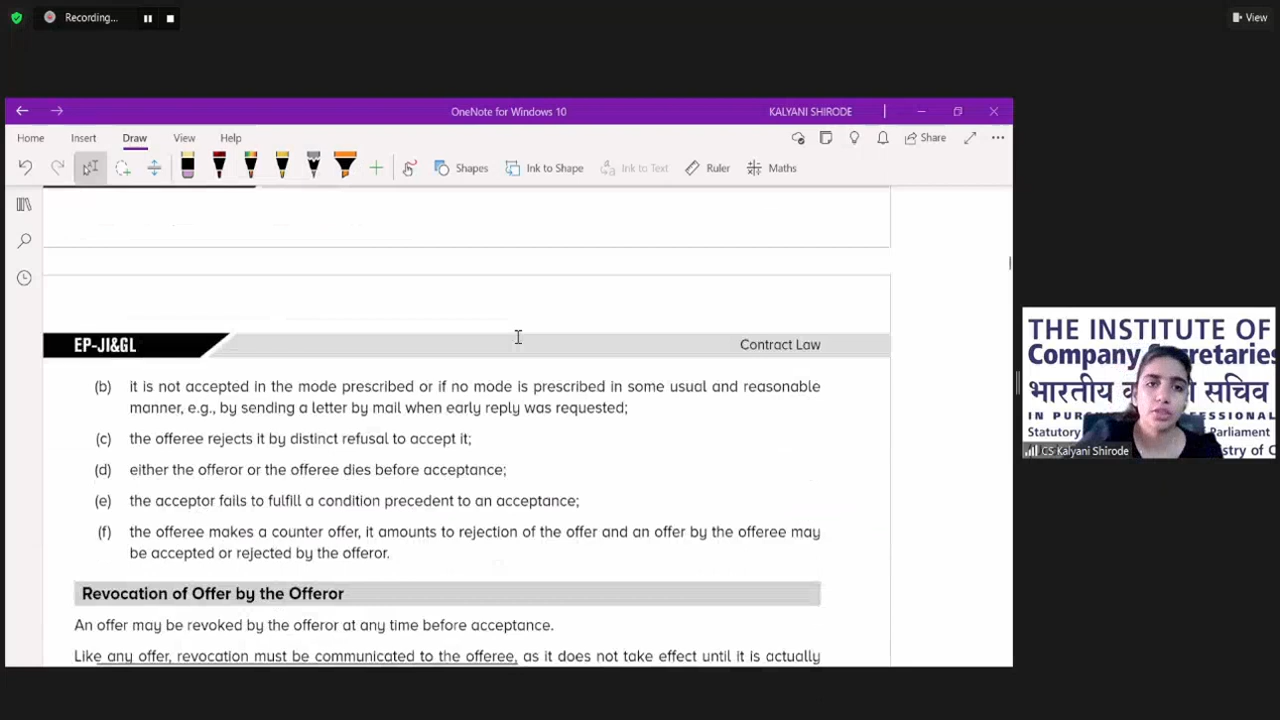 Recording...
View
OneNote for Windows 10
KALYANI SHIRODE
Home Insert Draw View Help
Share
Shapes Ink to Shape Ink to Text Ruler Maths
EP-JI&GL
Contract Law
(b) it is not accepted in the mode prescribed or if no mode is prescribed in some usual and reasonable
manner, e.g., by sending a letter by mail when early reply was requested;
(c) the offeree rejects it by distinct refusal to accept it;
(d) either the offeror or the offeree dies before acceptance;
(e) the acceptor fails to fulfill a condition precedent to an acceptance;
(f) the offeree makes a counter offer, it amounts to rejection of the offer and an offer by the offeree may
be accepted or rejected by the offeror.
Revocation of Offer by the Offeror
An offer may be revoked by the offeror at any time before acceptance.
Like any offer, revocation must be communicated to the offeree, as it does not take effect until it is actually
THE INSTITUTE OF
Company Secretaries
भारतीय सचिव
IN PUR PROFESSIONAL
Statutory Parliament
CS Kalyani Shirode